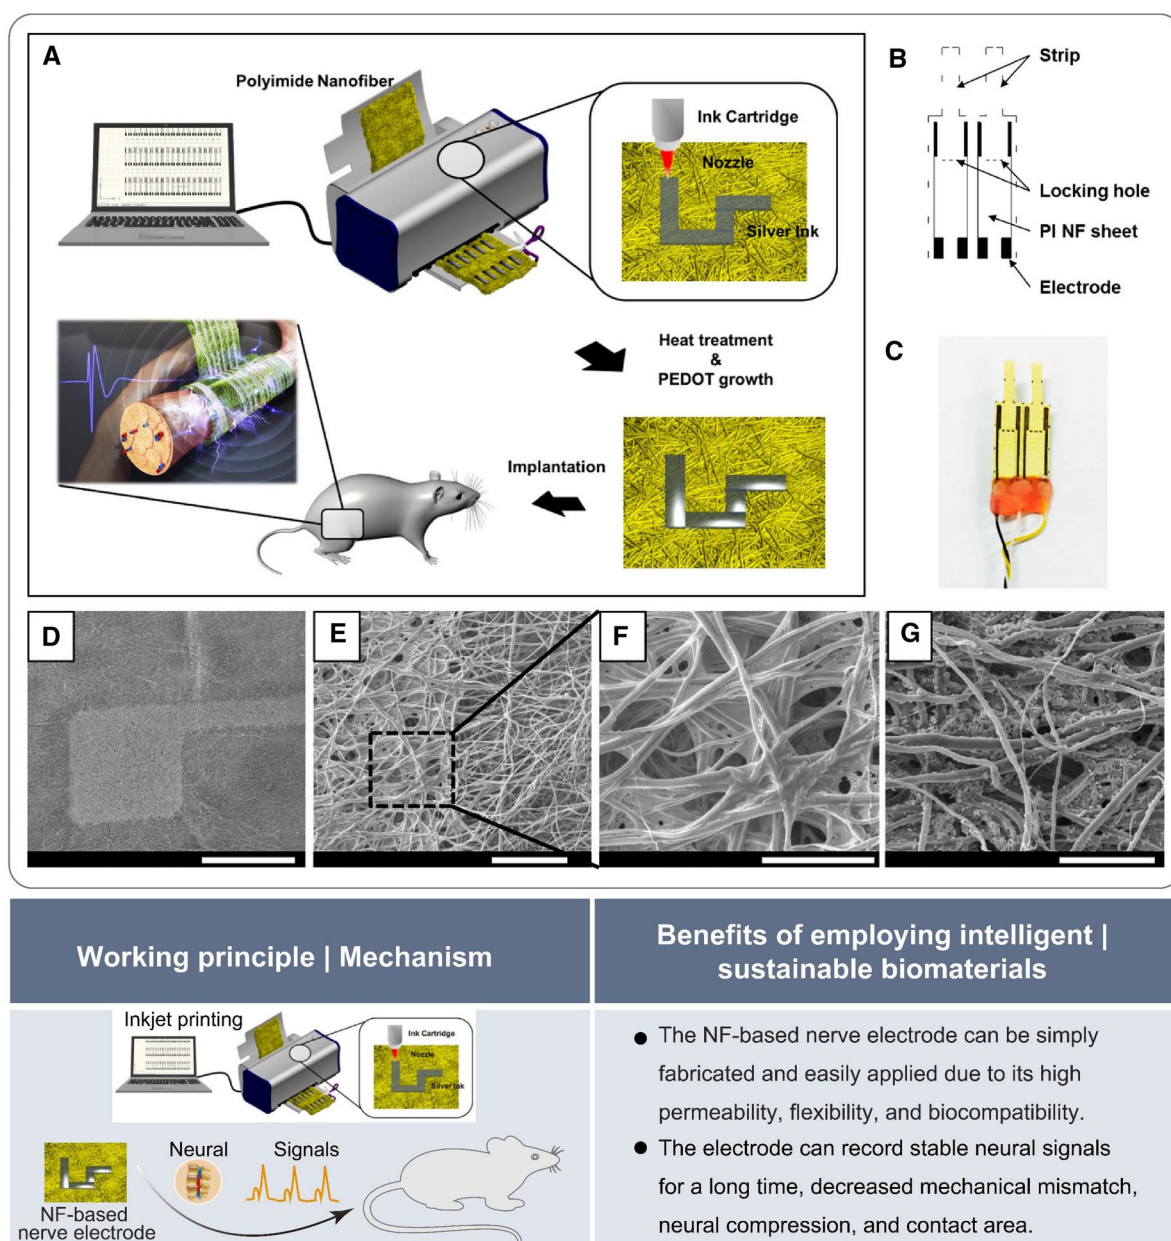 A
Polyimide Nanofiber
Ink Cartridge
Nozzle
Silver Ink
Heat treatment
&
PEDOT growth
Implantation
B
Strip
Locking hole
PI NF sheet
Electrode
C
D
E
F
G
Working principle | Mechanism
Inkjet printing
Ink Cartridge
Nozzle
Silver Ink
Neural
Signals
NF-based
nerve electrode
Benefits of employing intelligent |
sustainable biomaterials
● The NF-based nerve electrode can be simply
fabricated and easily applied due to its high
permeability, flexibility, and biocompatibility.
● The electrode can record stable neural signals
for a long time, decreased mechanical mismatch,
neural compression, and contact area.